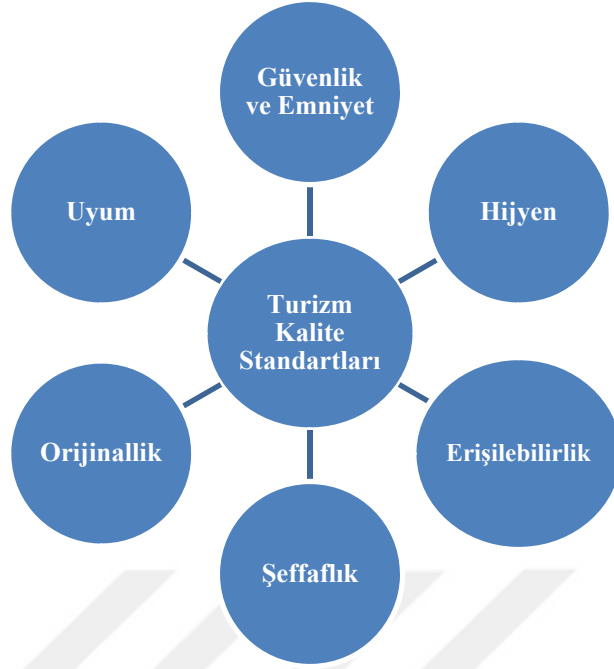 Güvenlik
ve Emniyet
Uyum
Hijyen
Turizm
Kalite
Standartları
Orijinallik
Erişilebilirlik
Şeffaflık